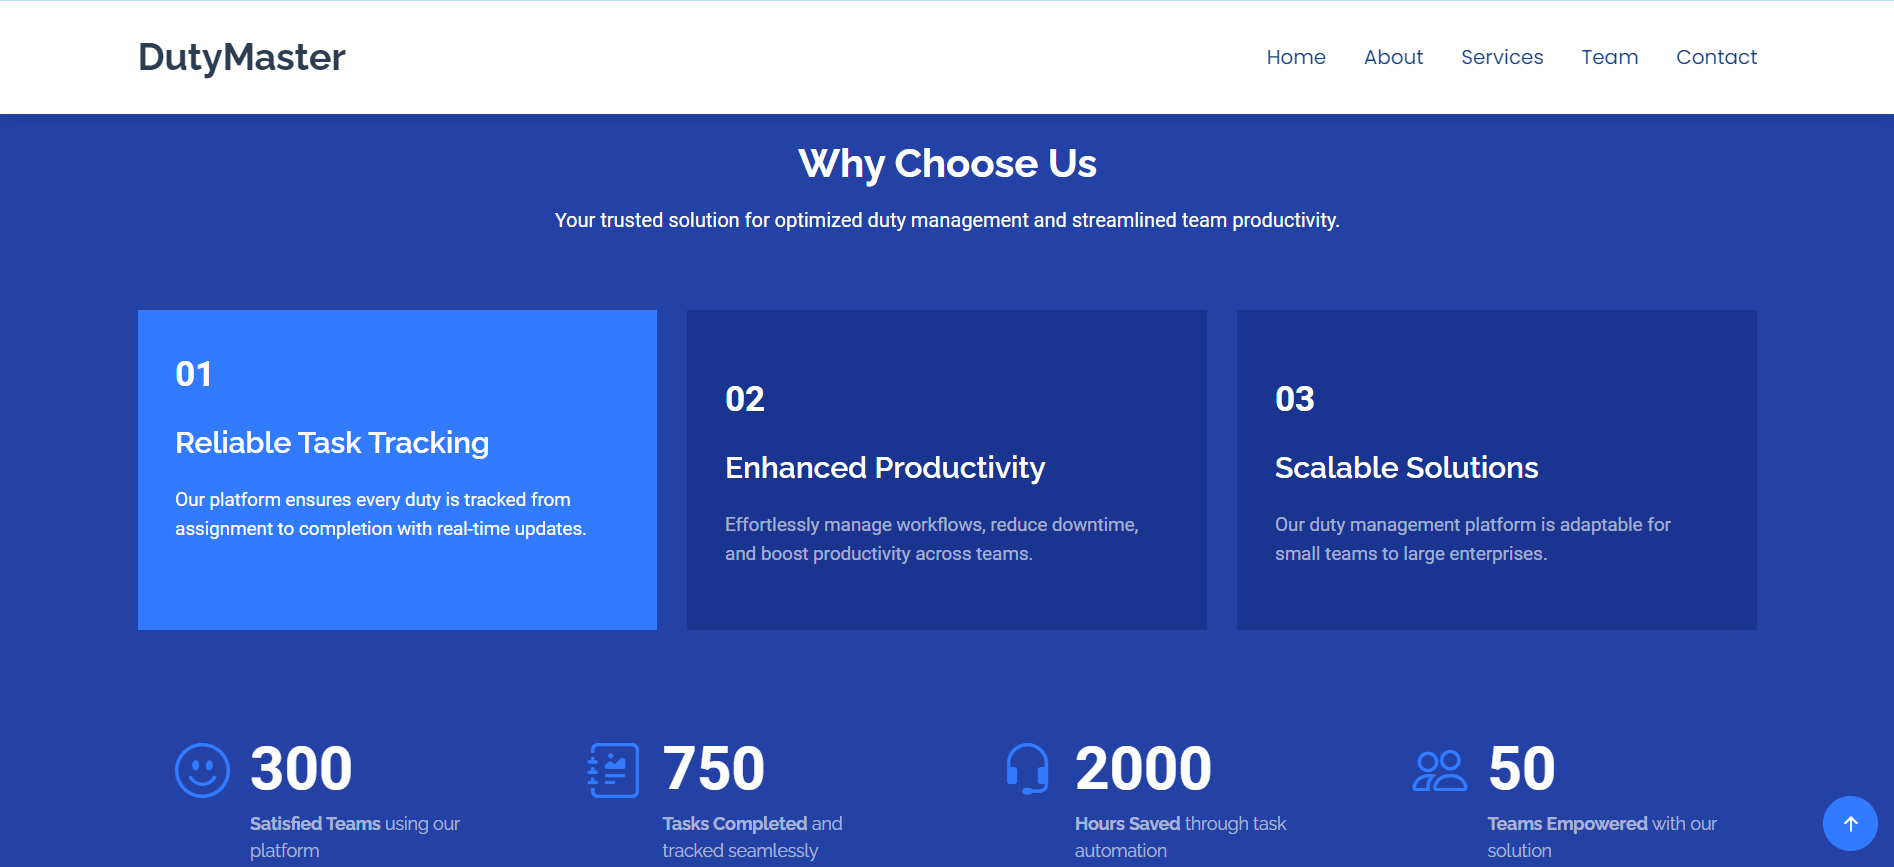 DutyMaster
Home About Services Team Contact
Why Choose Us
Your trusted solution for optimized duty management and streamlined team productivity.
01
Reliable Task Tracking
Our platform ensures every duty is tracked from
assignment to completion with real-time updates.
02
Enhanced Productivity
Effortlessly manage workflows, reduce downtime,
and boost productivity across teams.
03
Scalable Solutions
Our duty management platform is adaptable for
small teams to large enterprises.
300
Satisfied Teams using our
platform
750
Tasks Completed and
tracked seamlessly
2000
Hours Saved through task
automation
50
Teams Empowered with our
solution